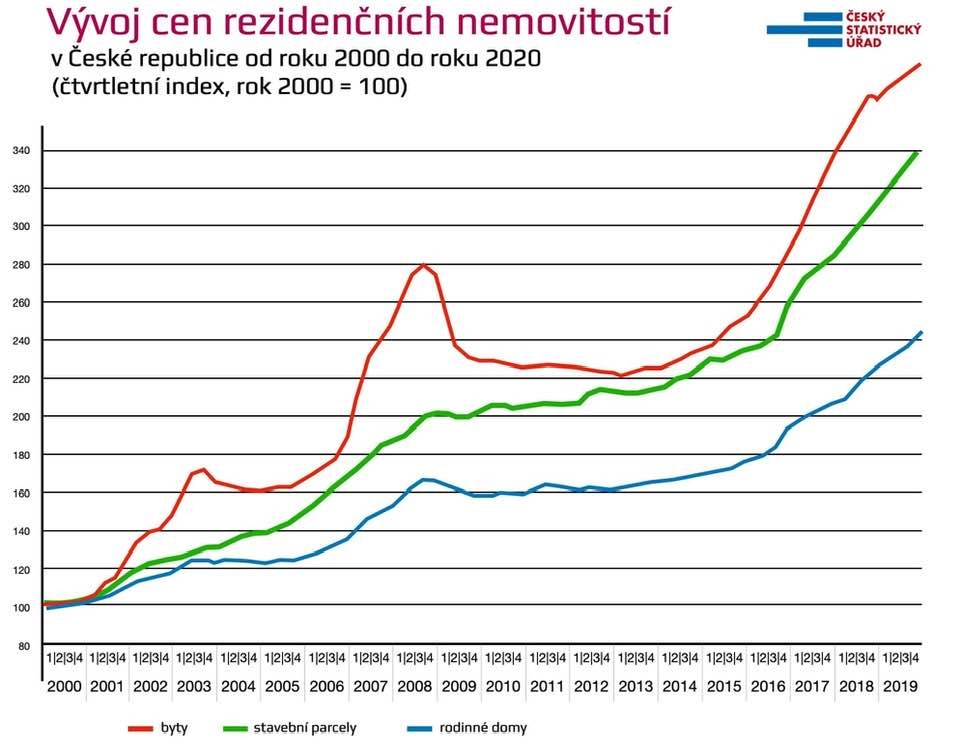 Vývoj cen rezidenčních nemovitostí
v České republice od roku 2000 do roku 2020
(čtvrtletní index, rok 2000 = 100)
ČESKÝ
STATISTICKÝ
ÚŘAD
340
320
300
280
260
240
220
200
180
160
140
120
100
80
1|2|3|4 1|2|3|4 1|2|3|4 1|2|3|4 1|2|3|4 1|2|3|4 1|2|3|4 1|2|3|4 1|2|3|4 1|2|3|4 1|2|3|4 1|2|3|4 1|2|3|4 1|2|3|4 1|2|3|4 1|2|3|4 1|2|3|4 1|2|3|4 1|2|3|4 1|2|3|4
2000 2001 2002 2003 2004 2005 2006 2007 2008 2009 2010 2011 2012 2013 2014 2015 2016 2017 2018 2019
byty stavební parcely rodinné domy